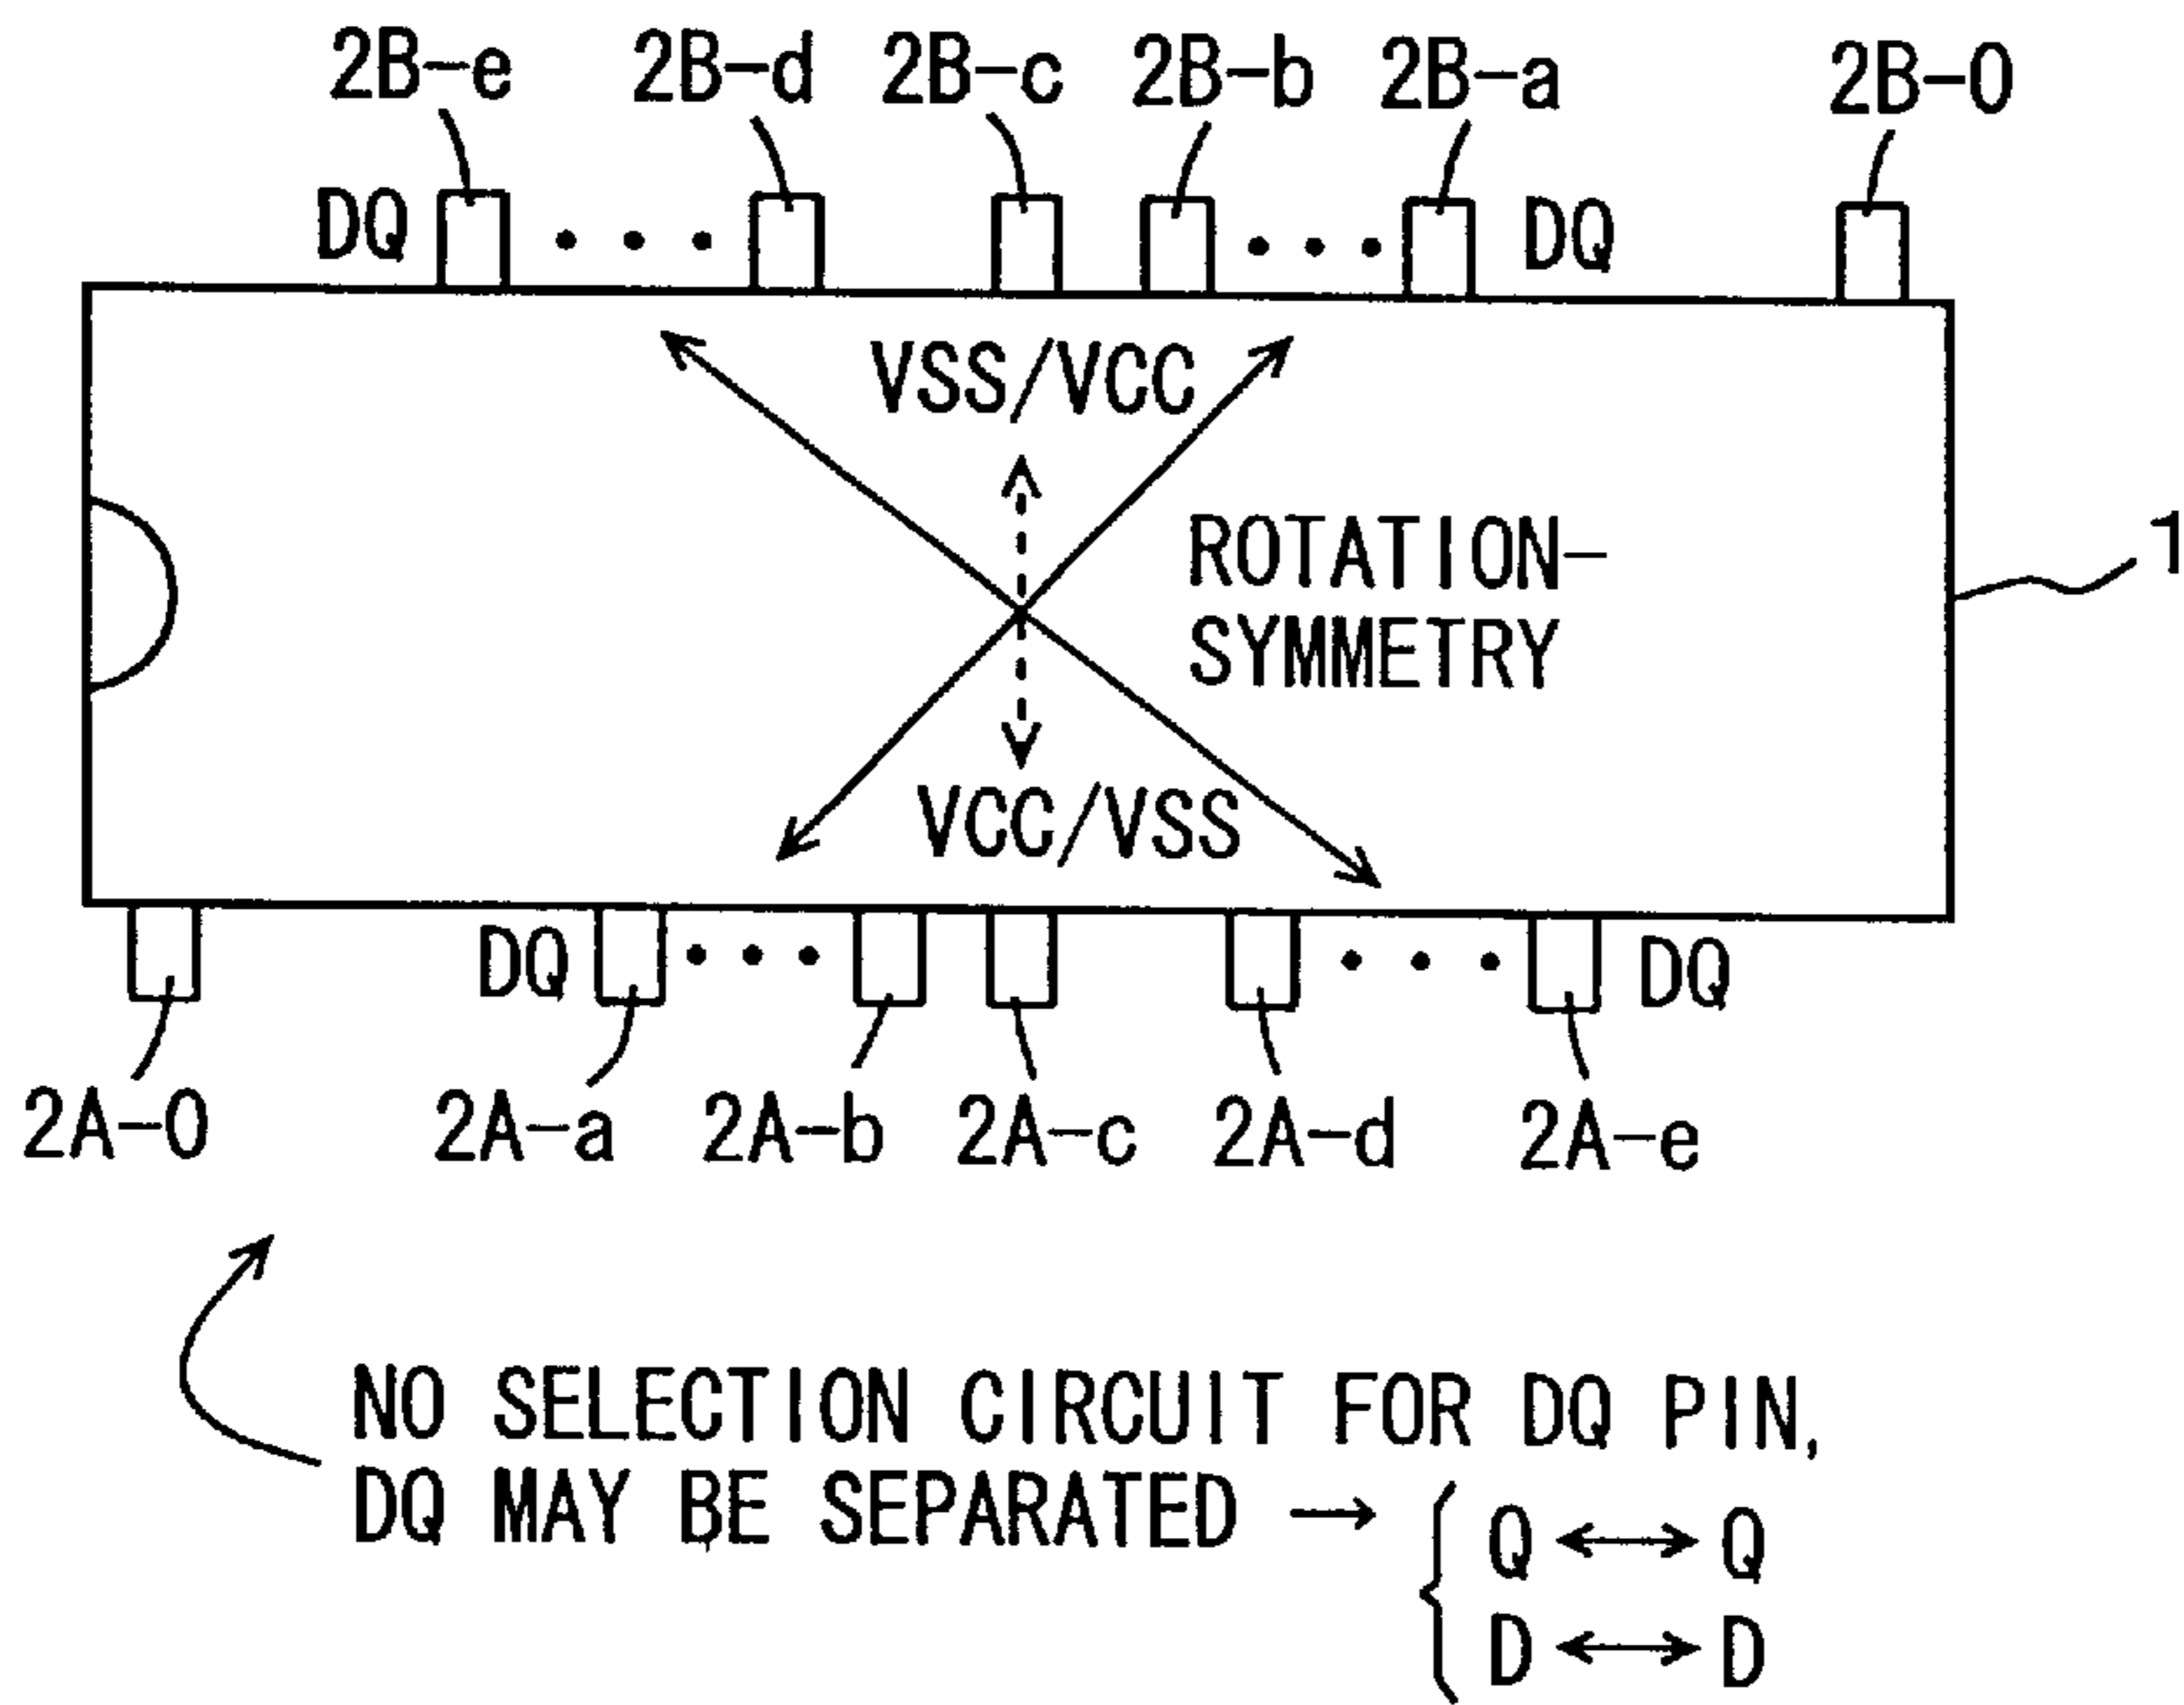 2B-e 2B-d 2B-c 2B-b 2B-a 2B-0
DQ DQ
VSS/VCC
ROTATION-
SYMMETRY
1
VCC/VSS
DQ DQ
2A-0 2A-a 2A-b 2A-c 2A-d 2A-e
NO SELECTION CIRCUIT FOR DQ PIN,
DQ MAY BE SEPARATED → { Q ↔ Q
D ↔ D